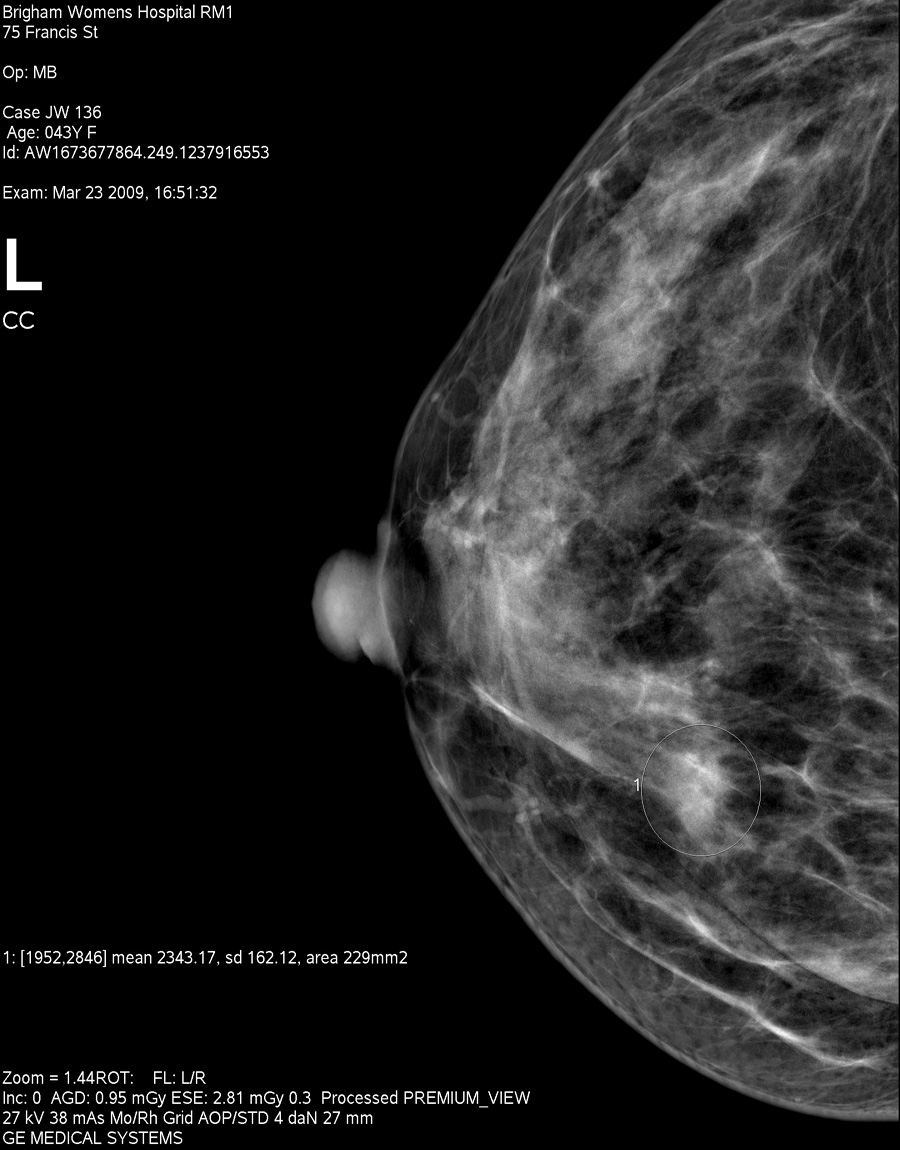 Brigham Womens Hospital RM1
75 Francis St
Op: MB
Case JW 136
Age: 043Y F
Id: AW1673677864.249.1237916553
Exam: Mar 23 2009, 16:51:32
L
CC
1
1: [1952,2846] mean 2343.17, sd 162.12, area 229mm2
Zoom = 1.44ROT: FL: L/R
Inc: 0 AGD: 0.95 mGy ESE: 2.81 mGy 0.3 Processed PREMIUM_VIEW
27 kV 38 mAs Mo/Rh Grid AOP/STD 4 daN 27 mm
GE MEDICAL SYSTEMS